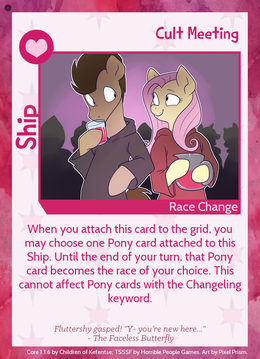 Cult Meeting
Ship
Race Change
When you attach this card to the grid, you
may choose one Pony card attached to this
Ship. Until the end of your turn, that Pony
card becomes the race of your choice. This
cannot affect Pony cards with the Changeling
keyword.
Fluttershy gasped! "Y- you're new here..."
- The Faceless Butterfly
Core 1.1.6 by Children of Kefentse; TSSSF by Horrible People Games. Art by Pixel Prism.